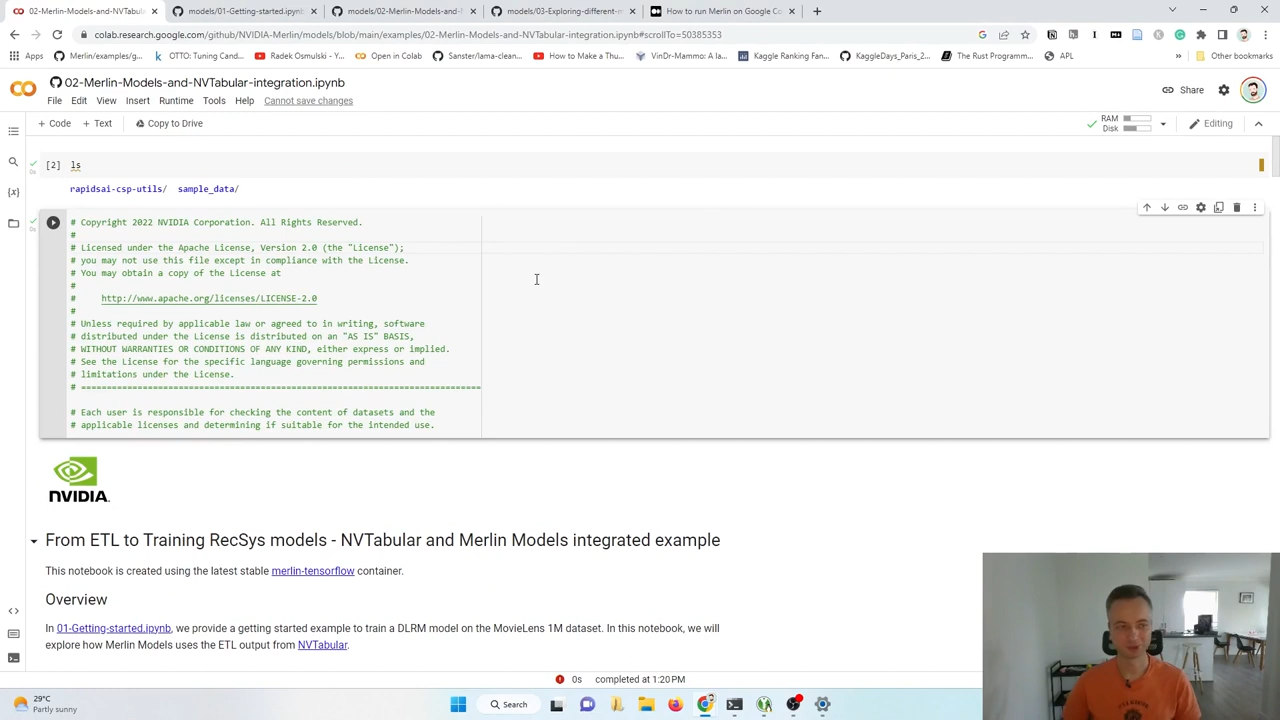 02-Merlin-Models-and-NVTabular-
models/01-Getting-started.ipynb
models/02-Merlin-Models-and-N
models/03-Exploring-different-m
How to run Merlin on Google Co
colab.research.google.com/github/NVIDIA-Merlin/models/blob/main/examples/02-Merlin-Models-and-NVTabular-integration.ipynb#scrollTo=50385353
Merlin/examples/g...
OTTO: Tuning Cand...
Radek Osmulski - Y...
Open in Colab
Sanster/lama-clean...
How to Make a Thu...
VinDr-Mammo: A la...
Kaggle Ranking Fac...
KaggleDays_Paris_2...
The Rust Programm...
APL
»
Other bookmarks
02-Merlin-Models-and-NVTabular-integration.ipynb
File Edit View Insert Runtime Tools Help Cannot save changes
Share
+ Code + Text Copy to Drive
RAM
Disk
Editing
[2] ls
0s
rapidsai-csp-utils/ sample_data/
0s
# Copyright 2022 NVIDIA Corporation. All Rights Reserved.
#
# Licensed under the Apache License, Version 2.0 (the "License");
# you may not use this file except in compliance with the License.
# You may obtain a copy of the License at
#
# http://www.apache.org/licenses/LICENSE-2.0
#
# Unless required by applicable law or agreed to in writing, software
# distributed under the License is distributed on an "AS IS" BASIS,
# WITHOUT WARRANTIES OR CONDITIONS OF ANY KIND, either express or implied.
# See the License for the specific language governing permissions and
# limitations under the License.
# ==============================================================================
# Each user is responsible for checking the content of datasets and the
# applicable licenses and determining if suitable for the intended use.
NVIDIA.
From ETL to Training RecSys models - NVTabular and Merlin Models integrated example
This notebook is created using the latest stable merlin-tensorflow container.
Overview
In 01-Getting-started.ipynb, we provide a getting started example to train a DLRM model on the MovieLens 1M dataset. In this notebook, we will
explore how Merlin Models uses the ETL output from NVTabular.
0s completed at 1:20PM
29°C
Partly sunny
Search